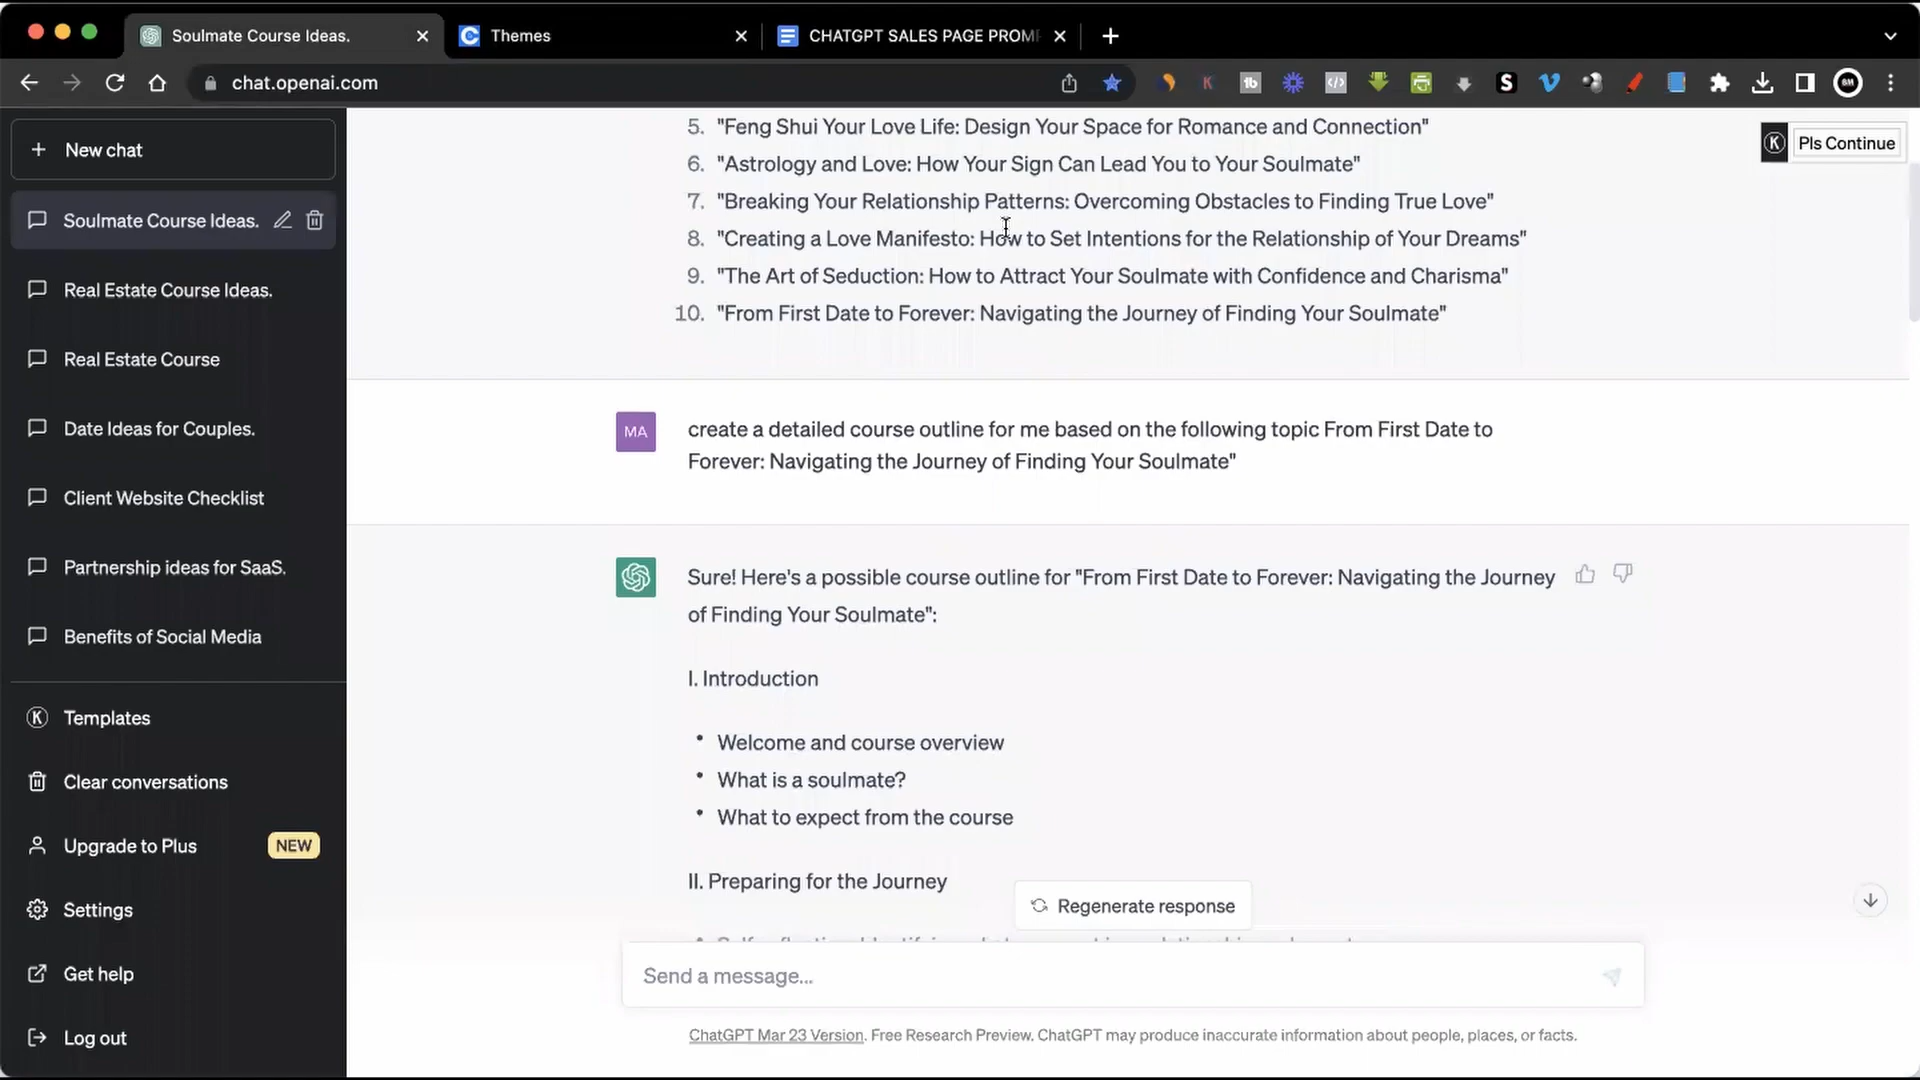 Soulmate Course Ideas.
Themes
CHATGPT SALES PAGE PROM
chat.openai.com
New chat
Soulmate Course Ideas.
Real Estate Course Ideas.
Real Estate Course
Date Ideas for Couples.
Client Website Checklist
Partnership ideas for SaaS.
Benefits of Social Media
Templates
Clear conversations
Upgrade to Plus NEW
Settings
Get help
Log out
5. "Feng Shui Your Love Life: Design Your Space for Romance and Connection"
Pls Continue
6. "Astrology and Love: How Your Sign Can Lead You to Your Soulmate"
7. "Breaking Your Relationship Patterns: Overcoming Obstacles to Finding True Love"
8. "Creating a Love Manifesto: How to Set Intentions for the Relationship of Your Dreams"
9. "The Art of Seduction: How to Attract Your Soulmate with Confidence and Charisma"
10. "From First Date to Forever: Navigating the Journey of Finding Your Soulmate"
MA
create a detailed course outline for me based on the following topic From First Date to
Forever: Navigating the Journey of Finding Your Soulmate"
Sure! Here's a possible course outline for "From First Date to Forever: Navigating the Journey
of Finding Your Soulmate":
I. Introduction
• Welcome and course overview
• What is a soulmate?
• What to expect from the course
II. Preparing for the Journey
Regenerate response
Send a message...
ChatGPT Mar 23 Version. Free Research Preview. ChatGPT may produce inaccurate information about people, places, or facts.